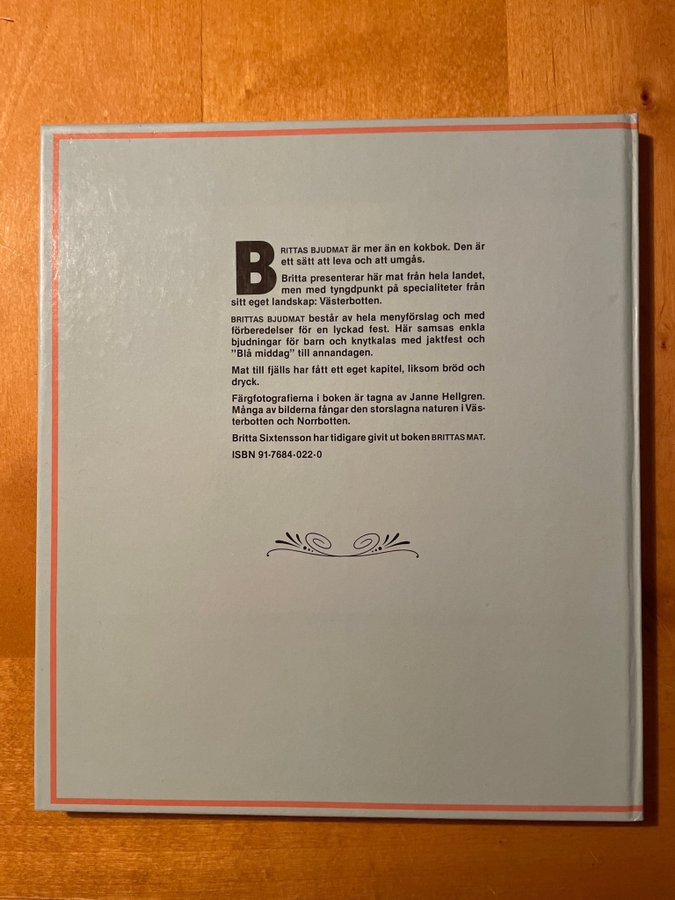 BRITTAS BJUDMAT är mer än en kokbok. Den är
ett sätt att leva och att umgås.
Britta presenterar här mat från hela landet,
men med tyngdpunkt på specialiteter från
sitt eget landskap: Västerbotten.
BRITTAS BJUDMAT består av hela menyförslag och med
förberedelser för en lyckad fest. Här samsas enkla
bjudningar för barn och knytkalas med jaktfest och
”Blå middag” till annandagen.
Mat till fjälls har fått ett eget kapitel, liksom bröd och
dryck.
Färgfotografierna i boken är tagna av Janne Hellgren.
Många av bilderna fångar den storslagna naturen i Väs-
terbotten och Norrbotten.
Britta Sixtensson har tidigare givit ut boken BRITTAS MAT.
ISBN 91-7684-022-0